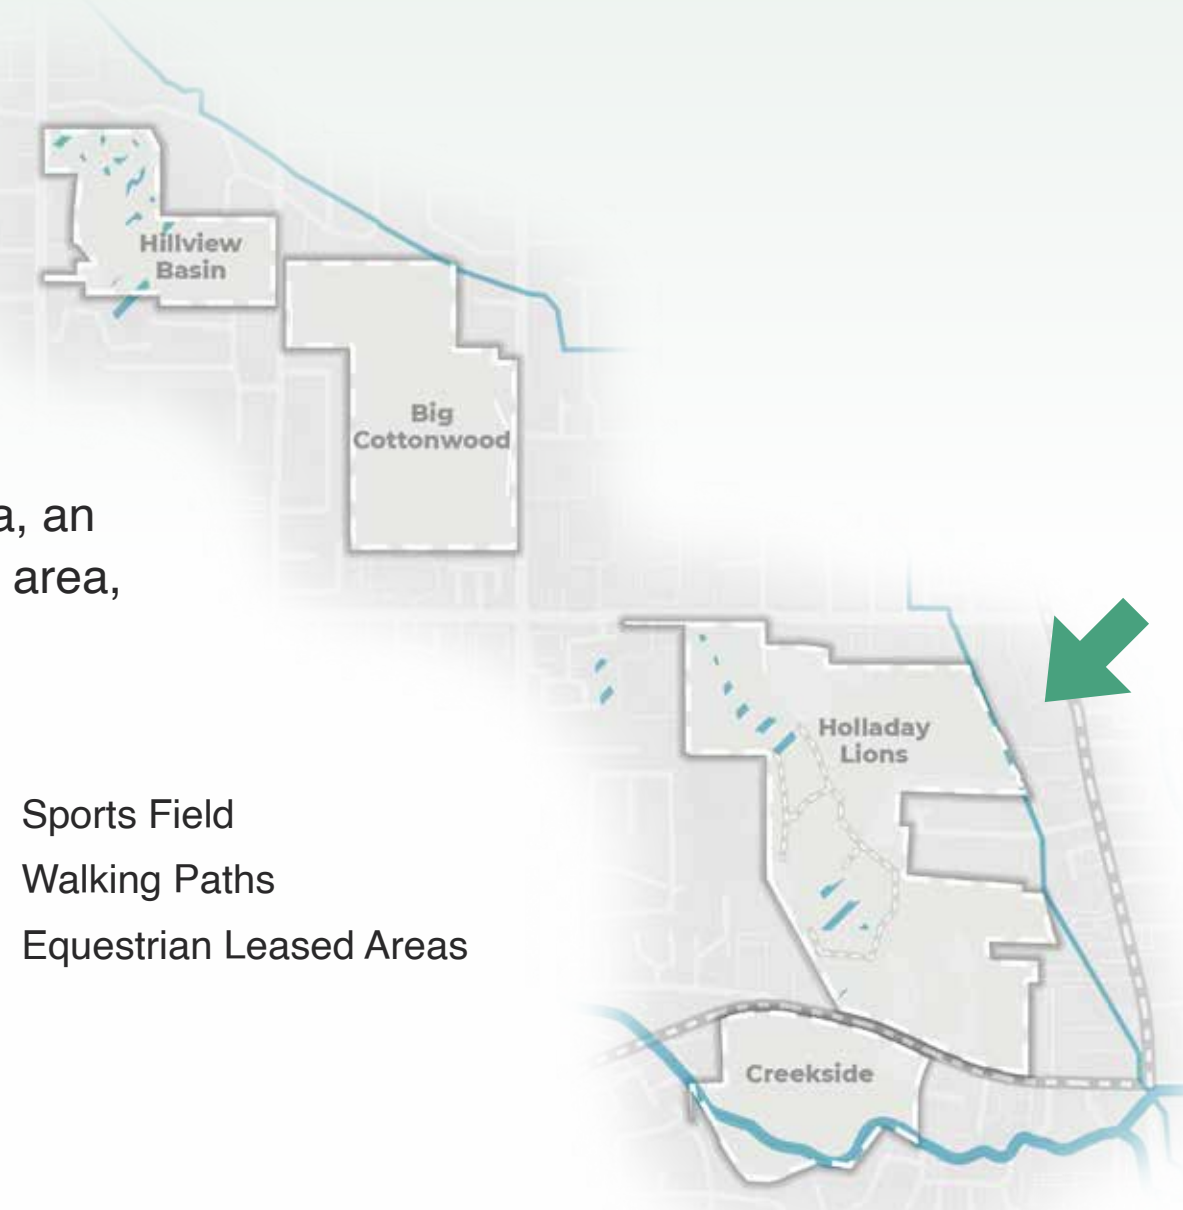 Hillview
Basin
Big
Cottonwood
a, an
area,
Holladay
Lions
Sports Field
Walking Paths
Equestrian Leased Areas
Creekside